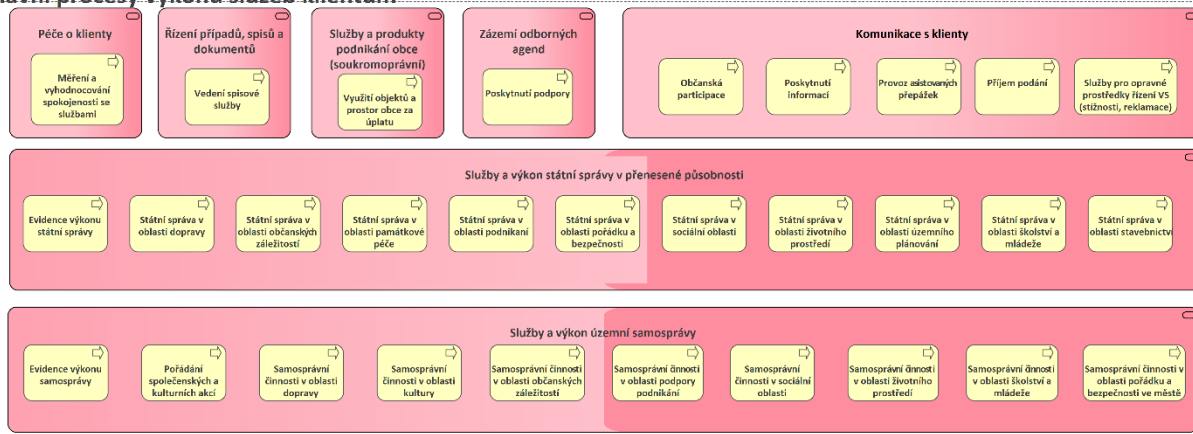 procesy výkonu služeb klientům
Péče o klienty
Měření a
vyhodnocování
spokojenosti se
službami
Řízení případů, spisů a
dokumentů
Vedení spisové
služby
Služby a produkty
podnikání obce
(soukromoprávní)
Využití objektů a
prostor obce za
úplatu
Zázemí odborných
agend
Poskytnutí podpory
Komunikace s klienty
Občanská
participace
Poskytnutí
informací
Provoz asistovaných
přepážek
Příjem podání
Služby pro opravné
prostředky řízení VS
(stížnosti, reklamace)
Služby a výkon státní správy v přenesené působnosti
Evidence výkonu
státní správy
Státní správa v
oblasti dopravy
Státní správa v
oblasti občanských
záležitostí
Státní správa v
oblasti památkové
péče
Státní správa v
oblasti podnikaní
Státní správa v
oblasti pořádku a
bezpečnosti
Státní správa v
sociální oblasti
Státní správa v
oblasti životního
prostředí
Státní správa v
oblasti územního
plánování
Státní správa v
oblasti školství a
mládeže
Státní správa v
oblasti stavebnictví
Služby a výkon územní samosprávy
Evidence výkonu
samosprávy
Pořádání
společenských a
kulturních akcí
Samosprávní
činnosti v oblasti
dopravy
Samosprávní
činnosti v oblasti
kultury
Samosprávní činnosti
v oblasti občanských
záležitostí
Samosprávní činnosti
v oblasti podpory
podnikání
Samosprávní
činnosti v sociální
oblasti
Samosprávní činnosti
v oblasti životního
prostředí
Samosprávní činnosti
v oblasti školství a
mládeže
Samosprávní činnosti v
oblasti pořádku a
bezpečnosti ve městě